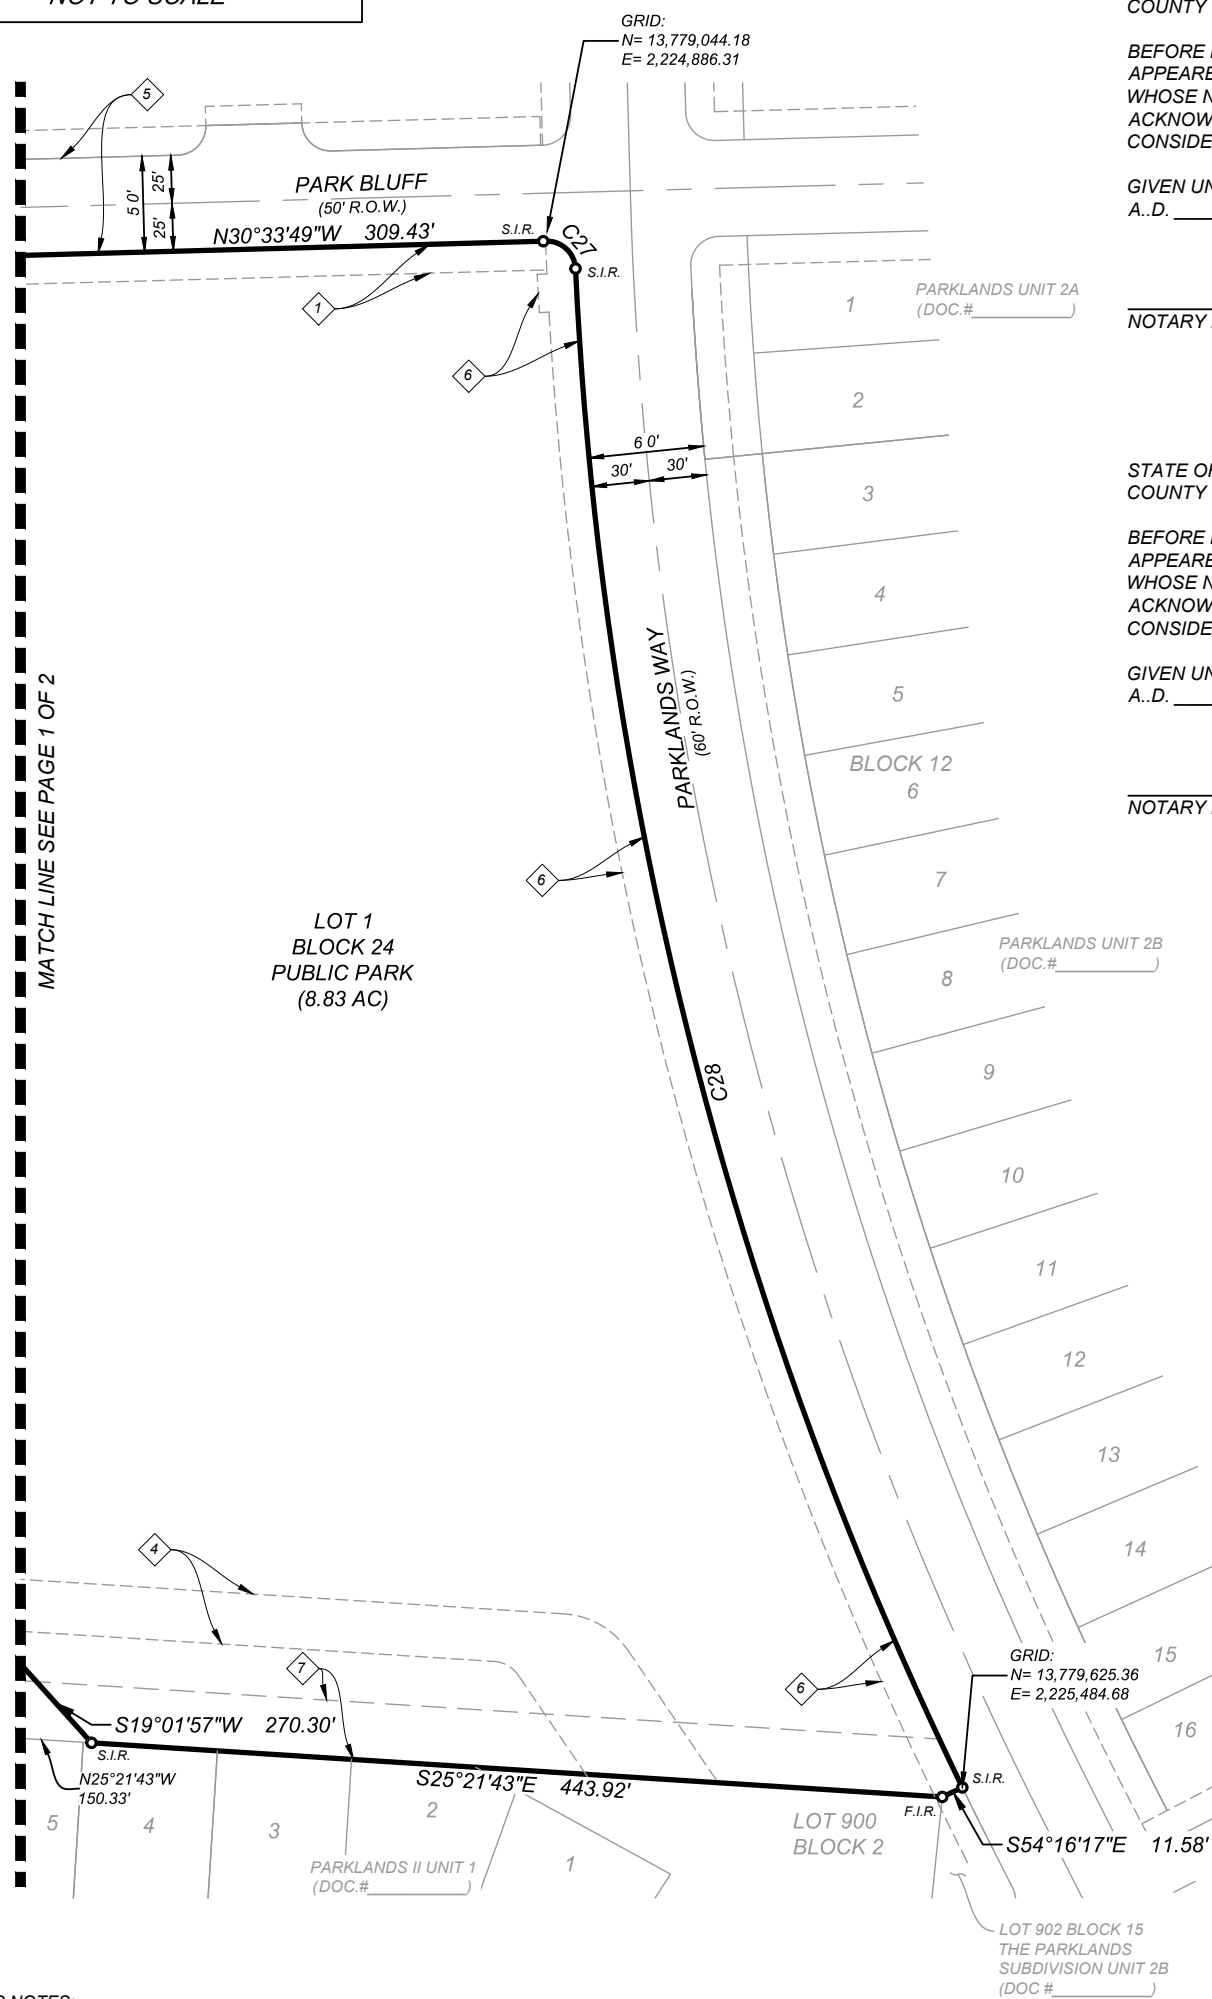 NOT TO SCALE
GRID:
N= 13,779,044.18
E= 2,224,886.31
5
5 0'
25'
25'
PARK BLUFF
(50' R.O.W.)
N30°33'49"W 309.43'
S.I.R.
C27
S.I.R.
1
6
1
PARKLANDS UNIT 2A
(DOC.#___________)
2
6 0'
30'
30'
3
4
5
PARKLANDS WAY
(60' R.O.W.)
BLOCK 12
6
MATCH LINE SEE PAGE 1 OF 2
6
7
LOT 1
BLOCK 24
PUBLIC PARK
(8.83 AC)
PARKLANDS UNIT 2B
(DOC.#___________)
8
9
C28
10
11
12
13
14
4
7
6
GRID:
N= 13,779,625.36
E= 2,225,484.68
15
16
S19°01'57"W 270.30'
S.I.R.
N25°21'43"W
150.33'
S25°21'43"E 443.92'
S.I.R.
F.I.R.
S54°16'17"E 11.58'
5
4
3
2
1
LOT 900
BLOCK 2
PARKLANDS II UNIT 1
(DOC.#___________)
LOT 902 BLOCK 15
THE PARKLANDS
SUBDIVISION UNIT 2B
(DOC #___________)
NOTES:
COUNTY
BEFORE
APPEARE
WHOSE N
ACKNOW
CONSIDE
GIVEN UN
A..D. ____
NOTARY
STATE OF
COUNTY
BEFORE
APPEARE
WHOSE N
ACKNOW
CONSIDE
GIVEN UN
A..D. ____
NOTARY